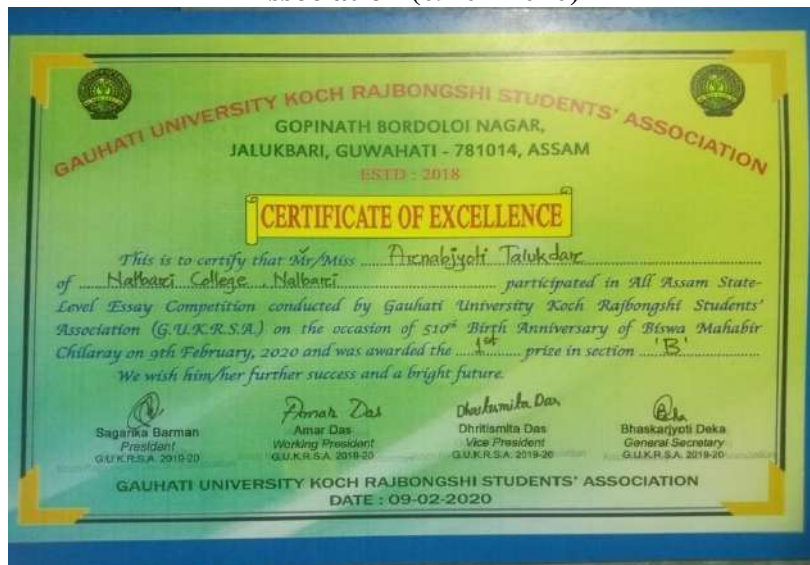 GAUHATI UNIVERSITY KOCH RAJBONGSHI STUDENTS' ASSOCIATION
GOPINATH BORDOLOI NAGAR,
JALUKBARI, GUWAHATI - 781014, ASSAM
ESTD : 2018
CERTIFICATE OF EXCELLENCE
This is to certify that Mr/Miss Arnabjyoti Talukdar
of Nalbari College, Nalbari participated in All Assam State-
Level Essay Competition conducted by Gauhati University Koch Rajbongshi Students'
Association (G.U.K.R.S.A.) on the occasion of 510th Birth Anniversary of Biswa Mahabir
Chilaray on 9th February, 2020 and was awarded the 1st prize in section 'B'
We wish him/her further success and a bright future.
Amar Das Dhritismita Das
Sagarika Barman Amar Das Dhritismita Das Bhaskarjyoti Deka
President Working President Vice President General Secretary
G.U.K.R.S.A. 2019-20 G.U.K.R.S.A. 2019-20 G.U.K.R.S.A. 2019-20 G.U.K.R.S.A. 2019-20
GAUHATI UNIVERSITY KOCH RAJBONGSHI STUDENTS' ASSOCIATION
DATE : 09-02-2020